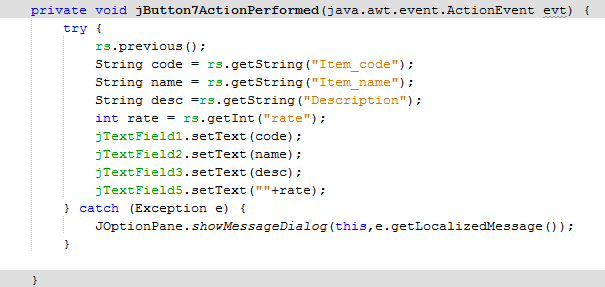 private void jButton7ActionPerformed(java.awt.event.ActionEvent evt) {
try {
rs.previous();
String code = rs.getString("Item_code");
String name = rs.getString("Item_name");
String desc =rs.getString("Description");
int rate = rs.getInt("rate");
jTextField1.setText(code);
jTextField2.setText(name);
jTextField3.setText(desc);
jTextField5.setText(""+rate);
} catch (Exception e) {
JOptionPane.showMessageDialog(this,e.getLocalizedMessage());
}
}